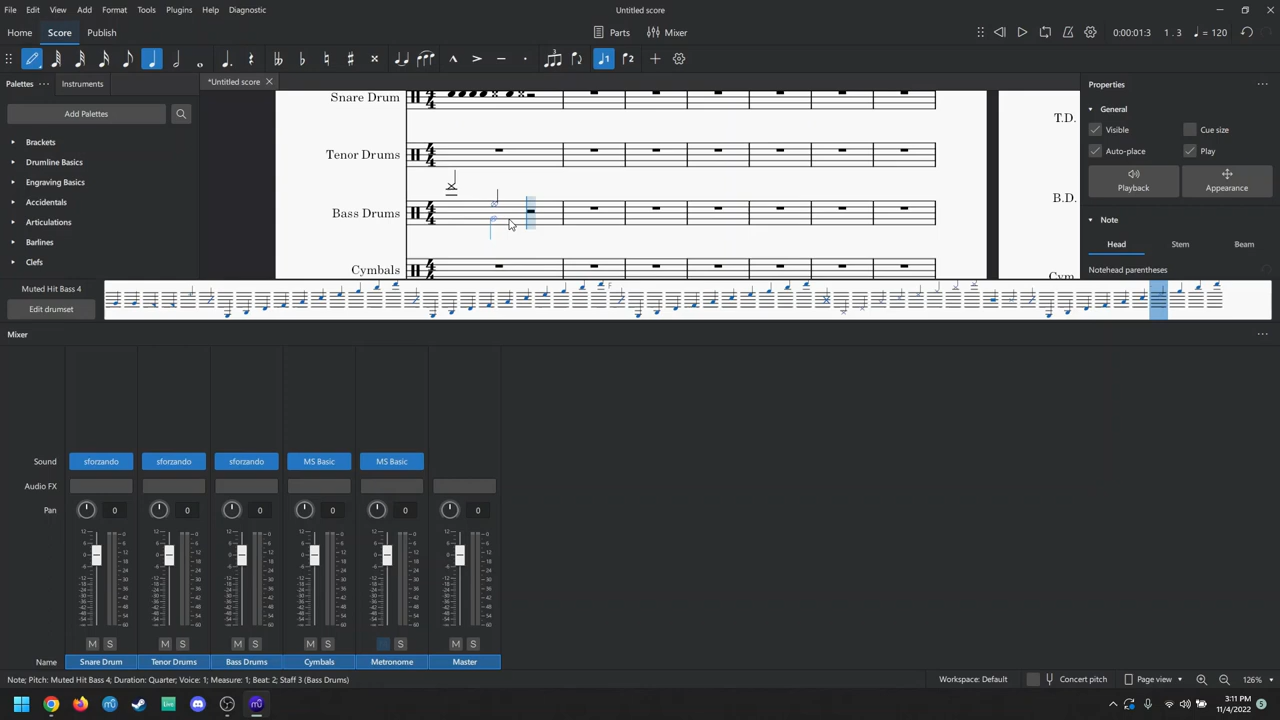 File Edit View Add Format Tools Plugins Help Diagnostic
Untitled score
Home Score Publish
Parts Mixer
0:00:01:3 1. 3 = 120
1 2
Palettes Instruments
*Untitled score
Properties
Add Palettes
General
Brackets
Drumline Basics
Engraving Basics
Accidentals
Articulations
Barlines
Clefs
Snare Drum
Tenor Drums
Bass Drums
Cymbals
T.D.
B.D.
Cym.
Visible Cue size
Auto-place Play
Playback Appearance
Note
Head Stem Beam
Notehead parentheses
Muted Hit Bass 4
Edit drumset
Mixer
Sound sforzando sforzando sforzando MS Basic MS Basic
Audio FX
Pan 0 0 0 0 0 0
M S M S M S M S M S M S
Name Snare Drum Tenor Drums Bass Drums Cymbals Metronome Master
Note; Pitch: Muted Hit Bass 4; Duration: Quarter; Voice: 1; Measure: 1; Beat: 2; Staff 3 (Bass Drums)
Workspace: Default Concert pitch Page view 126%
3:11 PM
11/4/2022